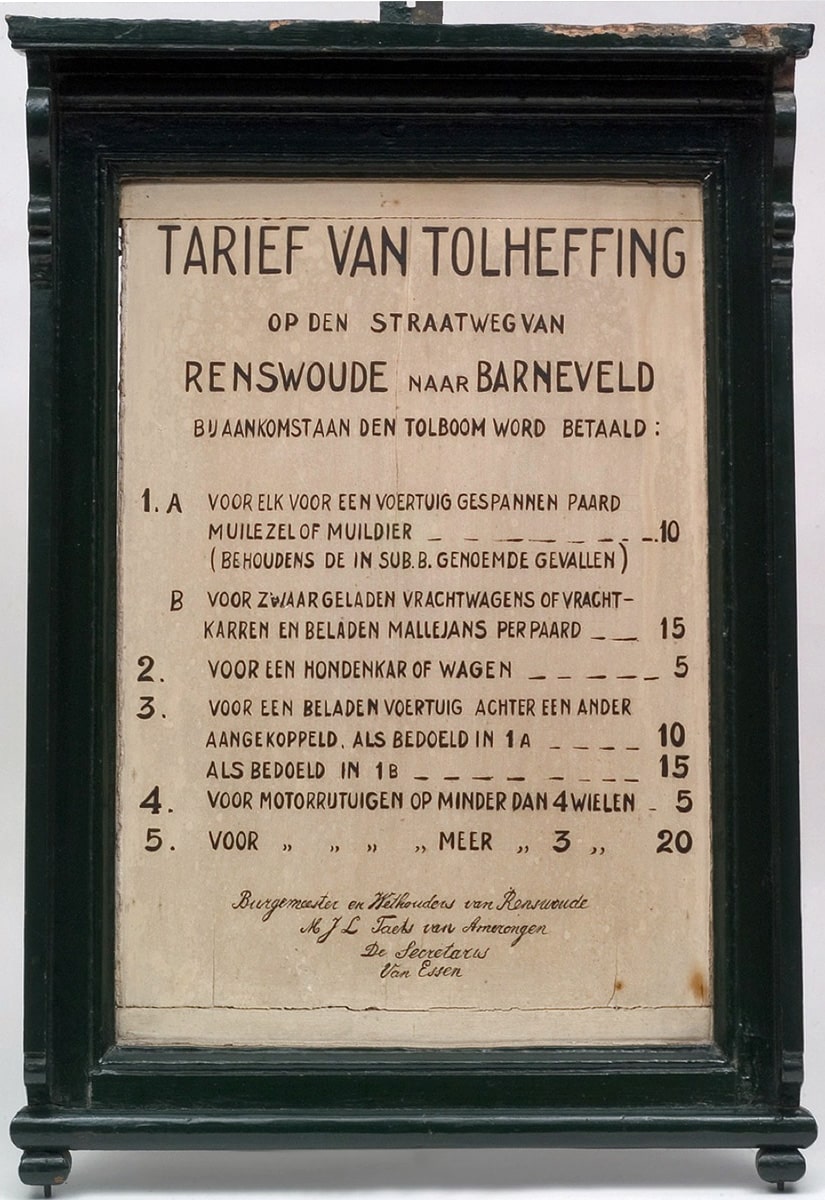 TARIEF VAN TOLHEFFING
OP DEN STRAATWEG VAN
RENSWOUDE NAAR BARNEVELD
BIJ AANKOMST AAN DEN TOLBOOM WORD BETAALD :
1. A VOOR ELK VOOR EEN VOERTUIG GESPANNEN PAARD
MUILEZEL OF MUILDIER _ _ _ _ _ _ _ _ 10
(BEHOUDENS DE IN SUB. B. GENOEMDE GEVALLEN)
B VOOR ZWAAR GELADEN VRACHTWAGENS OF VRACHT-
KARREN EN BELADEN MALLEJANS PER PAARD _ _ 15
2. VOOR EEN HONDENKAR OF WAGEN _ _ _ _ _ 5
3. VOOR EEN BELADEN VOERTUIG ACHTER EEN ANDER
AANGEKOPPELD, ALS BEDOELD IN 1A _ _ _ _ 10
ALS BEDOELD IN 1B _ _ _ _ _ _ _ _ 15
4. VOOR MOTORRIJTUIGEN OP MINDER DAN 4 WIELEN _ 5
5. VOOR „ „ „ „ MEER „ 3 „ 20
Burgemeester en Wethouders van Renswoude
M J L Taets van Amerongen
De Secretaris
Van Essen